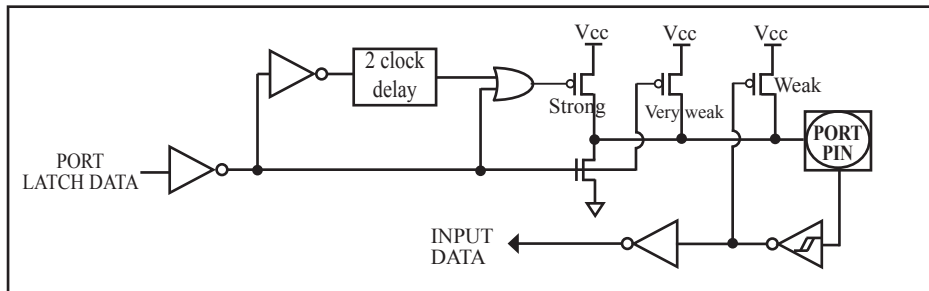 Vcc
Vcc
Vcc
2 clock
delay
Strong
Very weak
Weak
PORT
PIN
PORT
LATCH DATA
INPUT
DATA